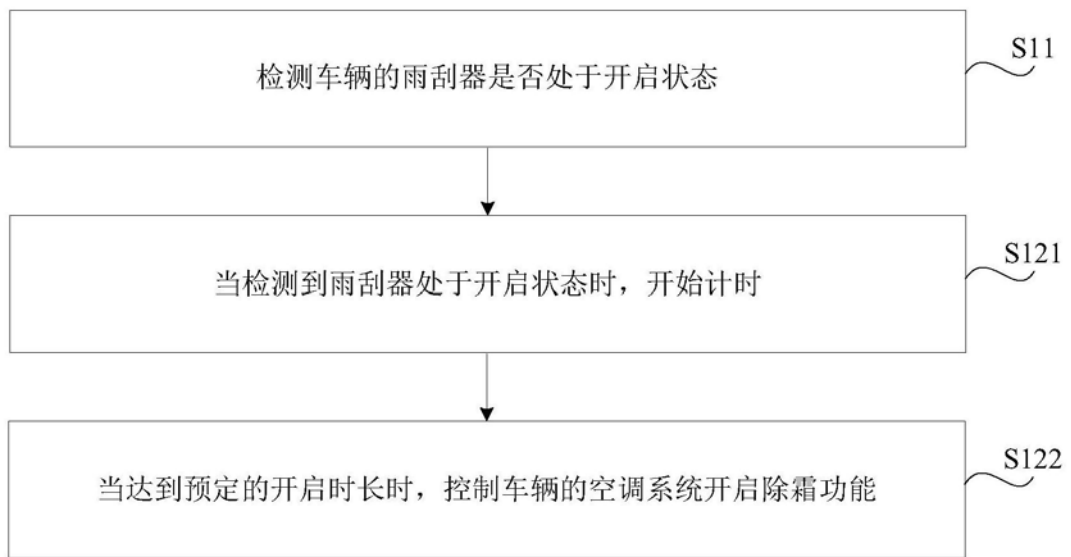 检测车辆的雨刮器是否处于开启状态
S11
当检测到雨刮器处于开启状态时，开始计时
S121
当达到预定的开启时长时，控制车辆的空调系统开启除霜功能
S122